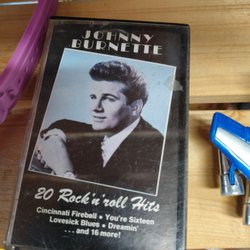 JOHNNY
BURNETTE
20 Rock'n'roll Hits
Cincinnati Fireball • You're Sixteen
Lovesick Blues • Dreamin'
. . . and 16 more!